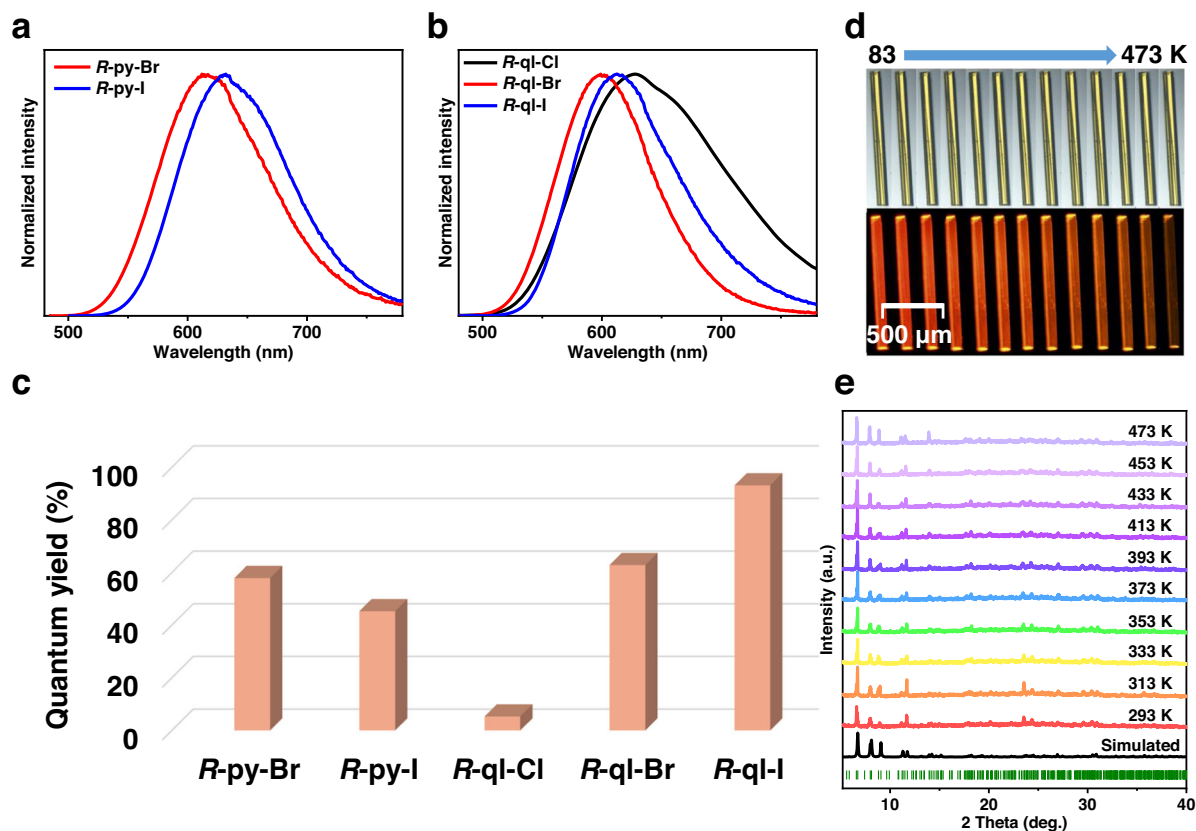 a
R-py-Br
R-py-I
Normalized intensity
500
600
700
Wavelength (nm)
b
R-ql-Cl
R-ql-Br
R-ql-I
Normalized intensity
500
600
700
Wavelength (nm)
d
83
473 K
500 µm
c
Quantum yield (%)
100
80
60
40
20
0
R-py-Br
R-py-I
R-ql-Cl
R-ql-Br
R-ql-I
e
Intensity (a.u.)
473 K
453 K
433 K
413 K
393 K
373 K
353 K
333 K
313 K
293 K
Simulated
10
20
30
40
2 Theta (deg.)